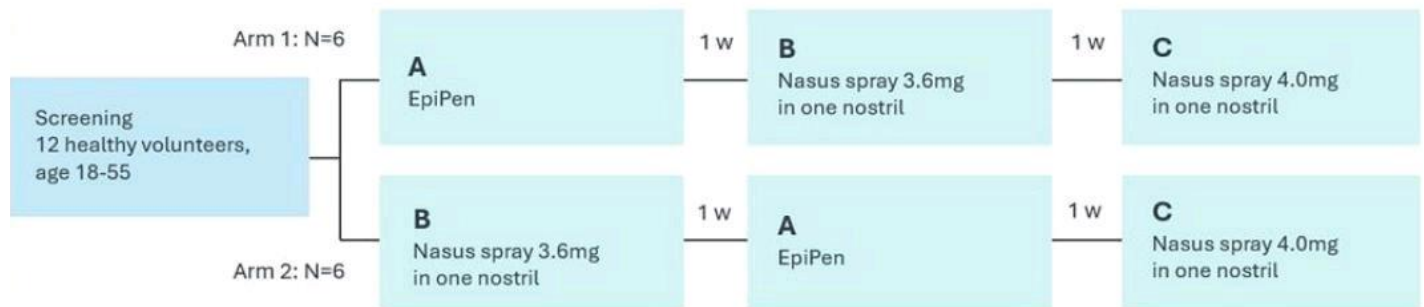 Arm 1: N=6
A
EpiPen
1 w
B
Nasus spray 3.6mg
in one nostril
1 w
C
Nasus spray 4.0mg
in one nostril
Screening
12 healthy volunteers,
age 18-55
Arm 2: N=6
B
Nasus spray 3.6mg
in one nostril
1 w
A
EpiPen
1 w
C
Nasus spray 4.0mg
in one nostril